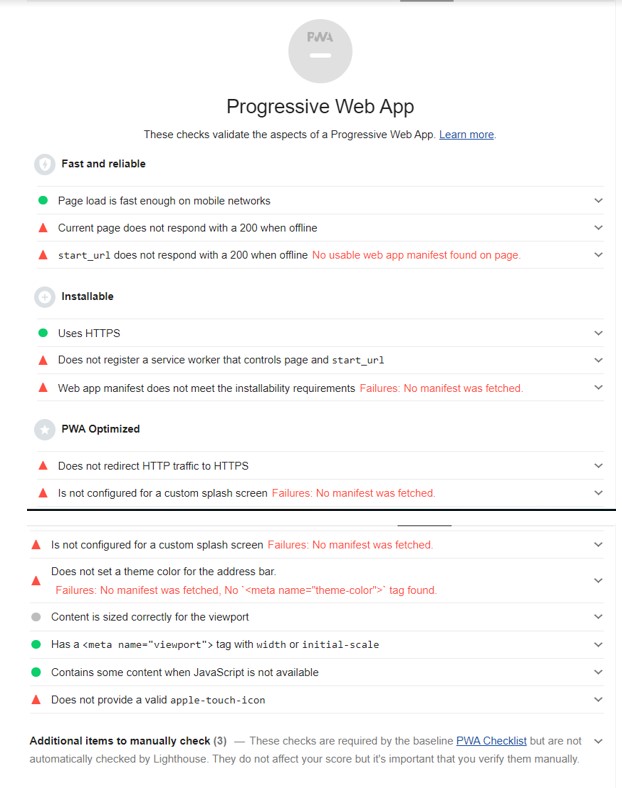 PWA
Progressive Web App
These checks validate the aspects of a Progressive Web App. Learn more.
Fast and reliable
Page load is fast enough on mobile networks
Current page does not respond with a 200 when offline
start_url does not respond with a 200 when offline No usable web app manifest found on page.
Installable
Uses HTTPS
Does not register a service worker that controls page and start_url
Web app manifest does not meet the installability requirements Failures: No manifest was fetched.
PWA Optimized
Does not redirect HTTP traffic to HTTPS
Is not configured for a custom splash screen Failures: No manifest was fetched.
Is not configured for a custom splash screen Failures: No manifest was fetched.
Does not set a theme color for the address bar.
Failures: No manifest was fetched, No `<meta name="theme-color">` tag found.
Content is sized correctly for the viewport
Has a <meta name="viewport"> tag with width or initial-scale
Contains some content when JavaScript is not available
Does not provide a valid apple-touch-icon
Additional items to manually check (3) — These checks are required by the baseline PWA Checklist but are not
automatically checked by Lighthouse. They do not affect your score but it's important that you verify them manually.